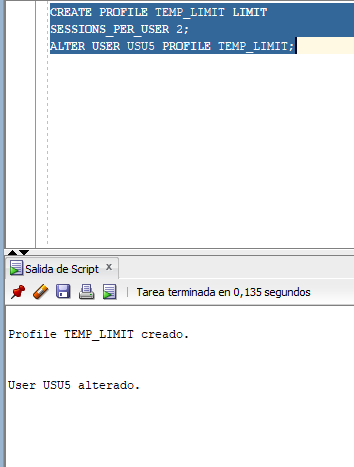 CREATE PROFILE TEMP_LIMIT LIMIT
SESSIONS_PER_USER 2;
ALTER USER USU5 PROFILE TEMP_LIMIT;
Salida de Script x
Tarea terminada en 0,135 segundos
Profile TEMP_LIMIT creado.
User USU5 alterado.